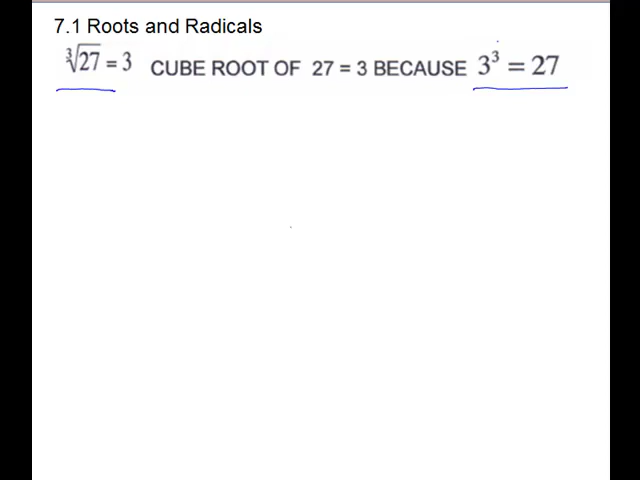 7.1 Roots and Radicals
∛27 = 3 CUBE ROOT OF 27 = 3 BECAUSE 3³ = 27